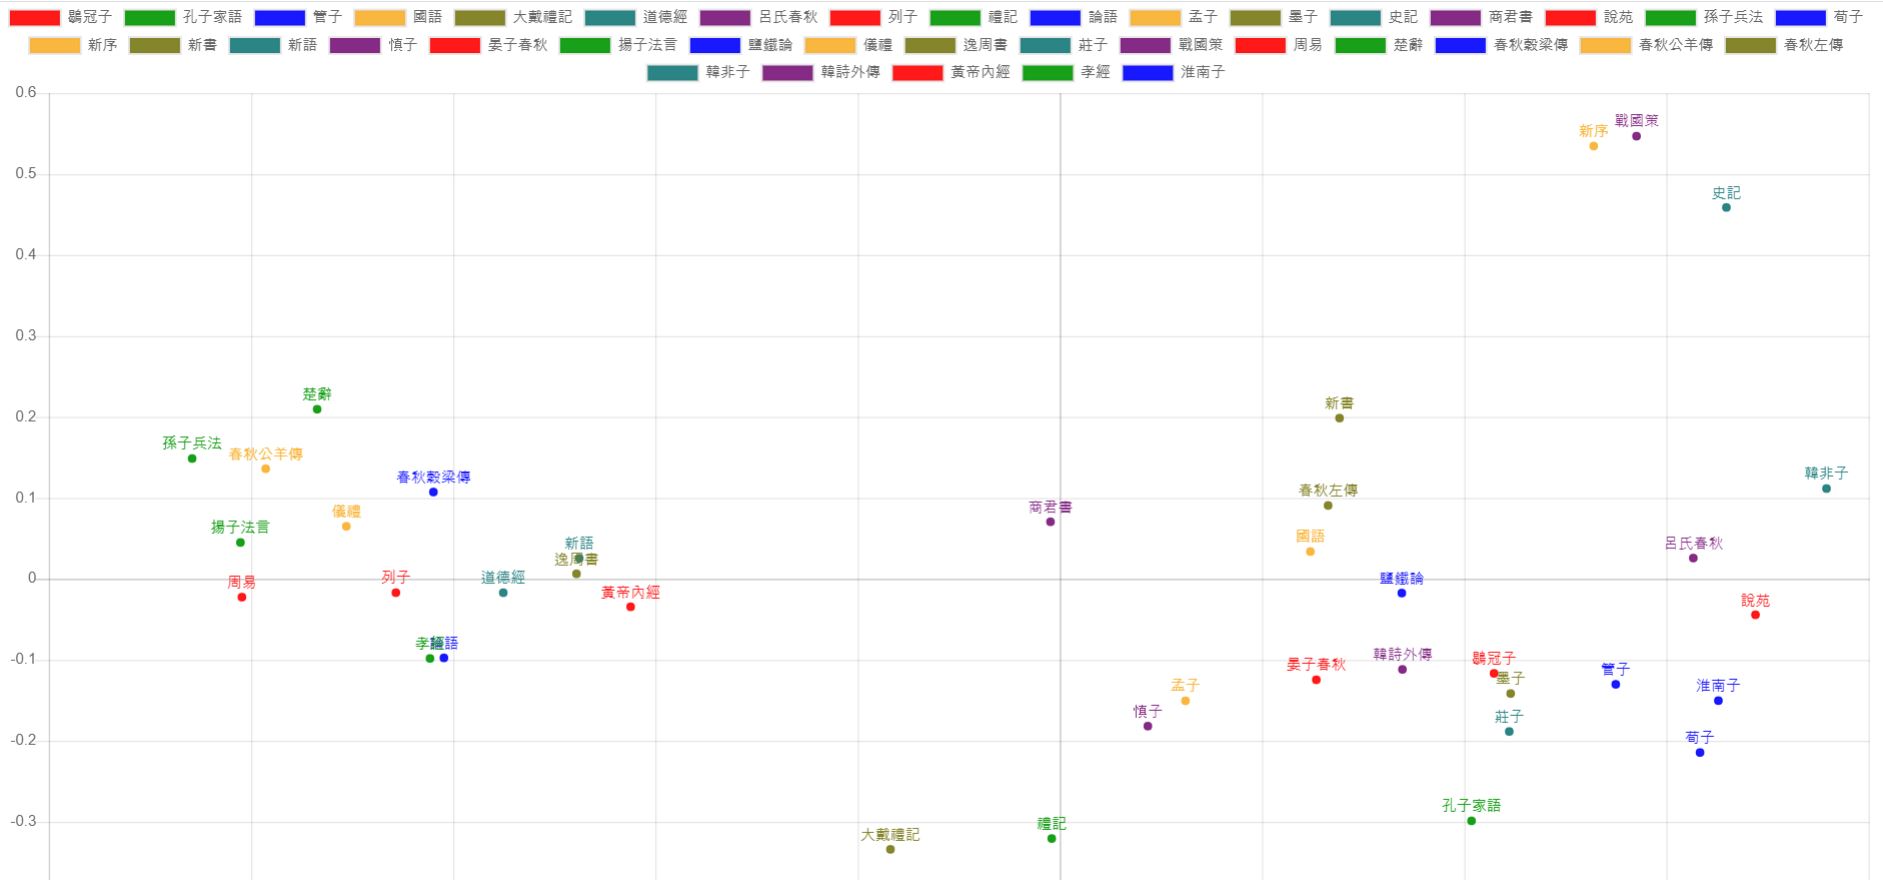 鶡冠子 孔子家語 管子 國語 大戴禮記 道德經 呂氏春秋 列子 禮記 論語 孟子 墨子 史記 商君書 說苑 孫子兵法 荀子
新序 新書 新語 慎子 晏子春秋 揚子法言 鹽鐵論 儀禮 逸周書 莊子 戰國策 周易 楚辭 春秋穀梁傳 春秋公羊傳 春秋左傳
韓非子 韓詩外傳 黃帝內經 孝經 淮南子
0.6
戰國策
新序
0.5
史記
0.4
0.3
楚辭
新書
0.2
孫子兵法
春秋公羊傳
春秋穀梁傳
韓非子
春秋左傳
0.1
儀禮
商君書
揚子法言
國語
新語
呂氏春秋
逸周書
0
周易
列子
道德經
黃帝內經
鹽鐵論
說苑
孝經
論語
-0.1
韓詩外傳
鶡冠子
晏子春秋
管子
墨子
孟子
淮南子
慎子
莊子
-0.2
荀子
孔子家語
-0.3
禮記
大戴禮記